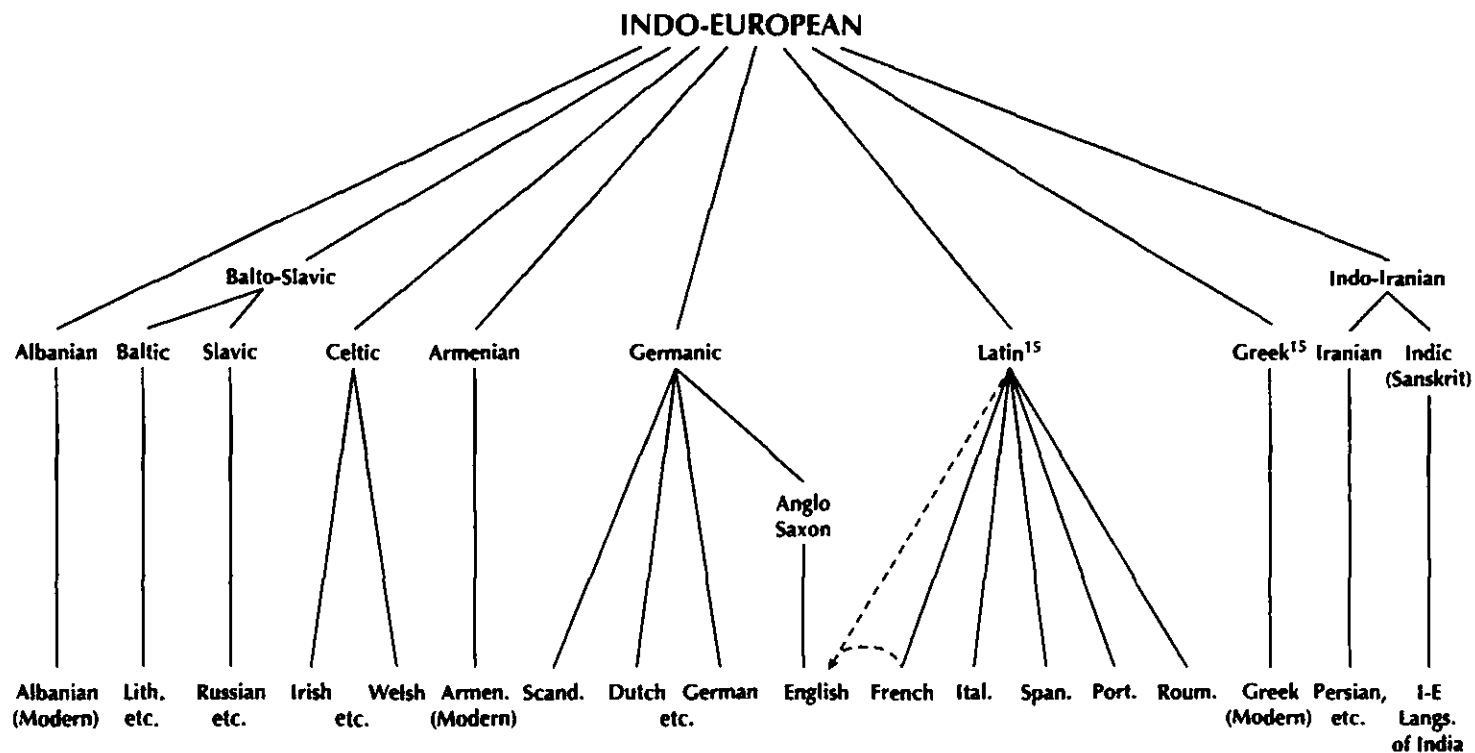 INDO-EUROPEAN
Balto-Slavic
Indo-Iranian
Albanian Baltic Slavic Celtic Armenian Germanic Latin15 Greek15 Iranian Indic
(Sanskrit)
Anglo
Saxon
Albanian Lith. Russian Irish Welsh Armen. Scand. Dutch German English French Ital. Span. Port. Roum. Greek Persian, I-E
(Modern) etc. etc. etc. (Modern) etc. (Modern) etc. Langs.
of India